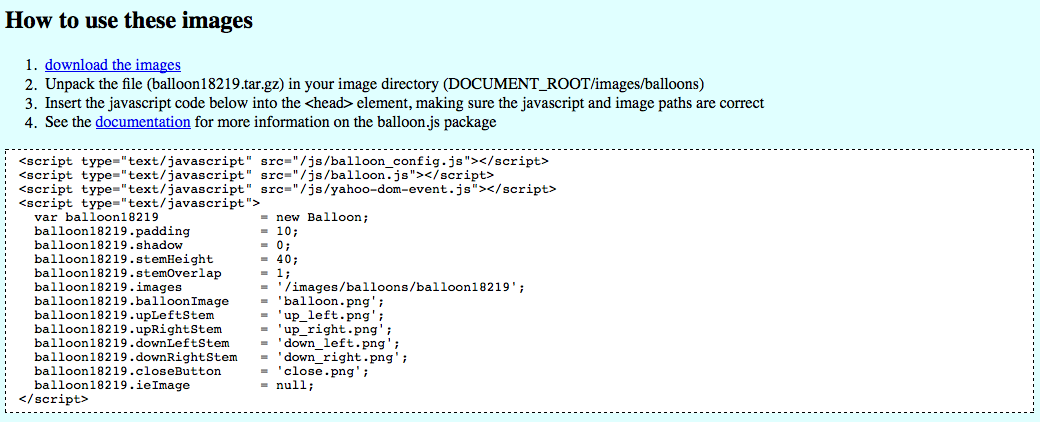 How to use these images
1. download the images
2. Unpack the file (balloon18219.tar.gz) in your image directory (DOCUMENT_ROOT/images/balloons)
3. Insert the javascript code below into the <head> element, making sure the javascript and image paths are correct
4. See the documentation for more information on the balloon.js package
<script type="text/javascript" src="/js/balloon_config.js"></script>
<script type="text/javascript" src="/js/balloon.js"></script>
<script type="text/javascript" src="/js/yahoo-dom-event.js"></script>
<script type="text/javascript">
  var balloon18219             = new Balloon;
  balloon18219.padding         = 10;
  balloon18219.shadow          = 0;
  balloon18219.stemHeight      = 40;
  balloon18219.stemOverlap     = 1;
  balloon18219.images          = '/images/balloons/balloon18219';
  balloon18219.balloonImage    = 'balloon.png';
  balloon18219.upLeftStem      = 'up_left.png';
  balloon18219.upRightStem     = 'up_right.png';
  balloon18219.downLeftStem    = 'down_left.png';
  balloon18219.downRightStem   = 'down_right.png';
  balloon18219.closeButton     = 'close.png';
  balloon18219.ieImage         = null;
</script>